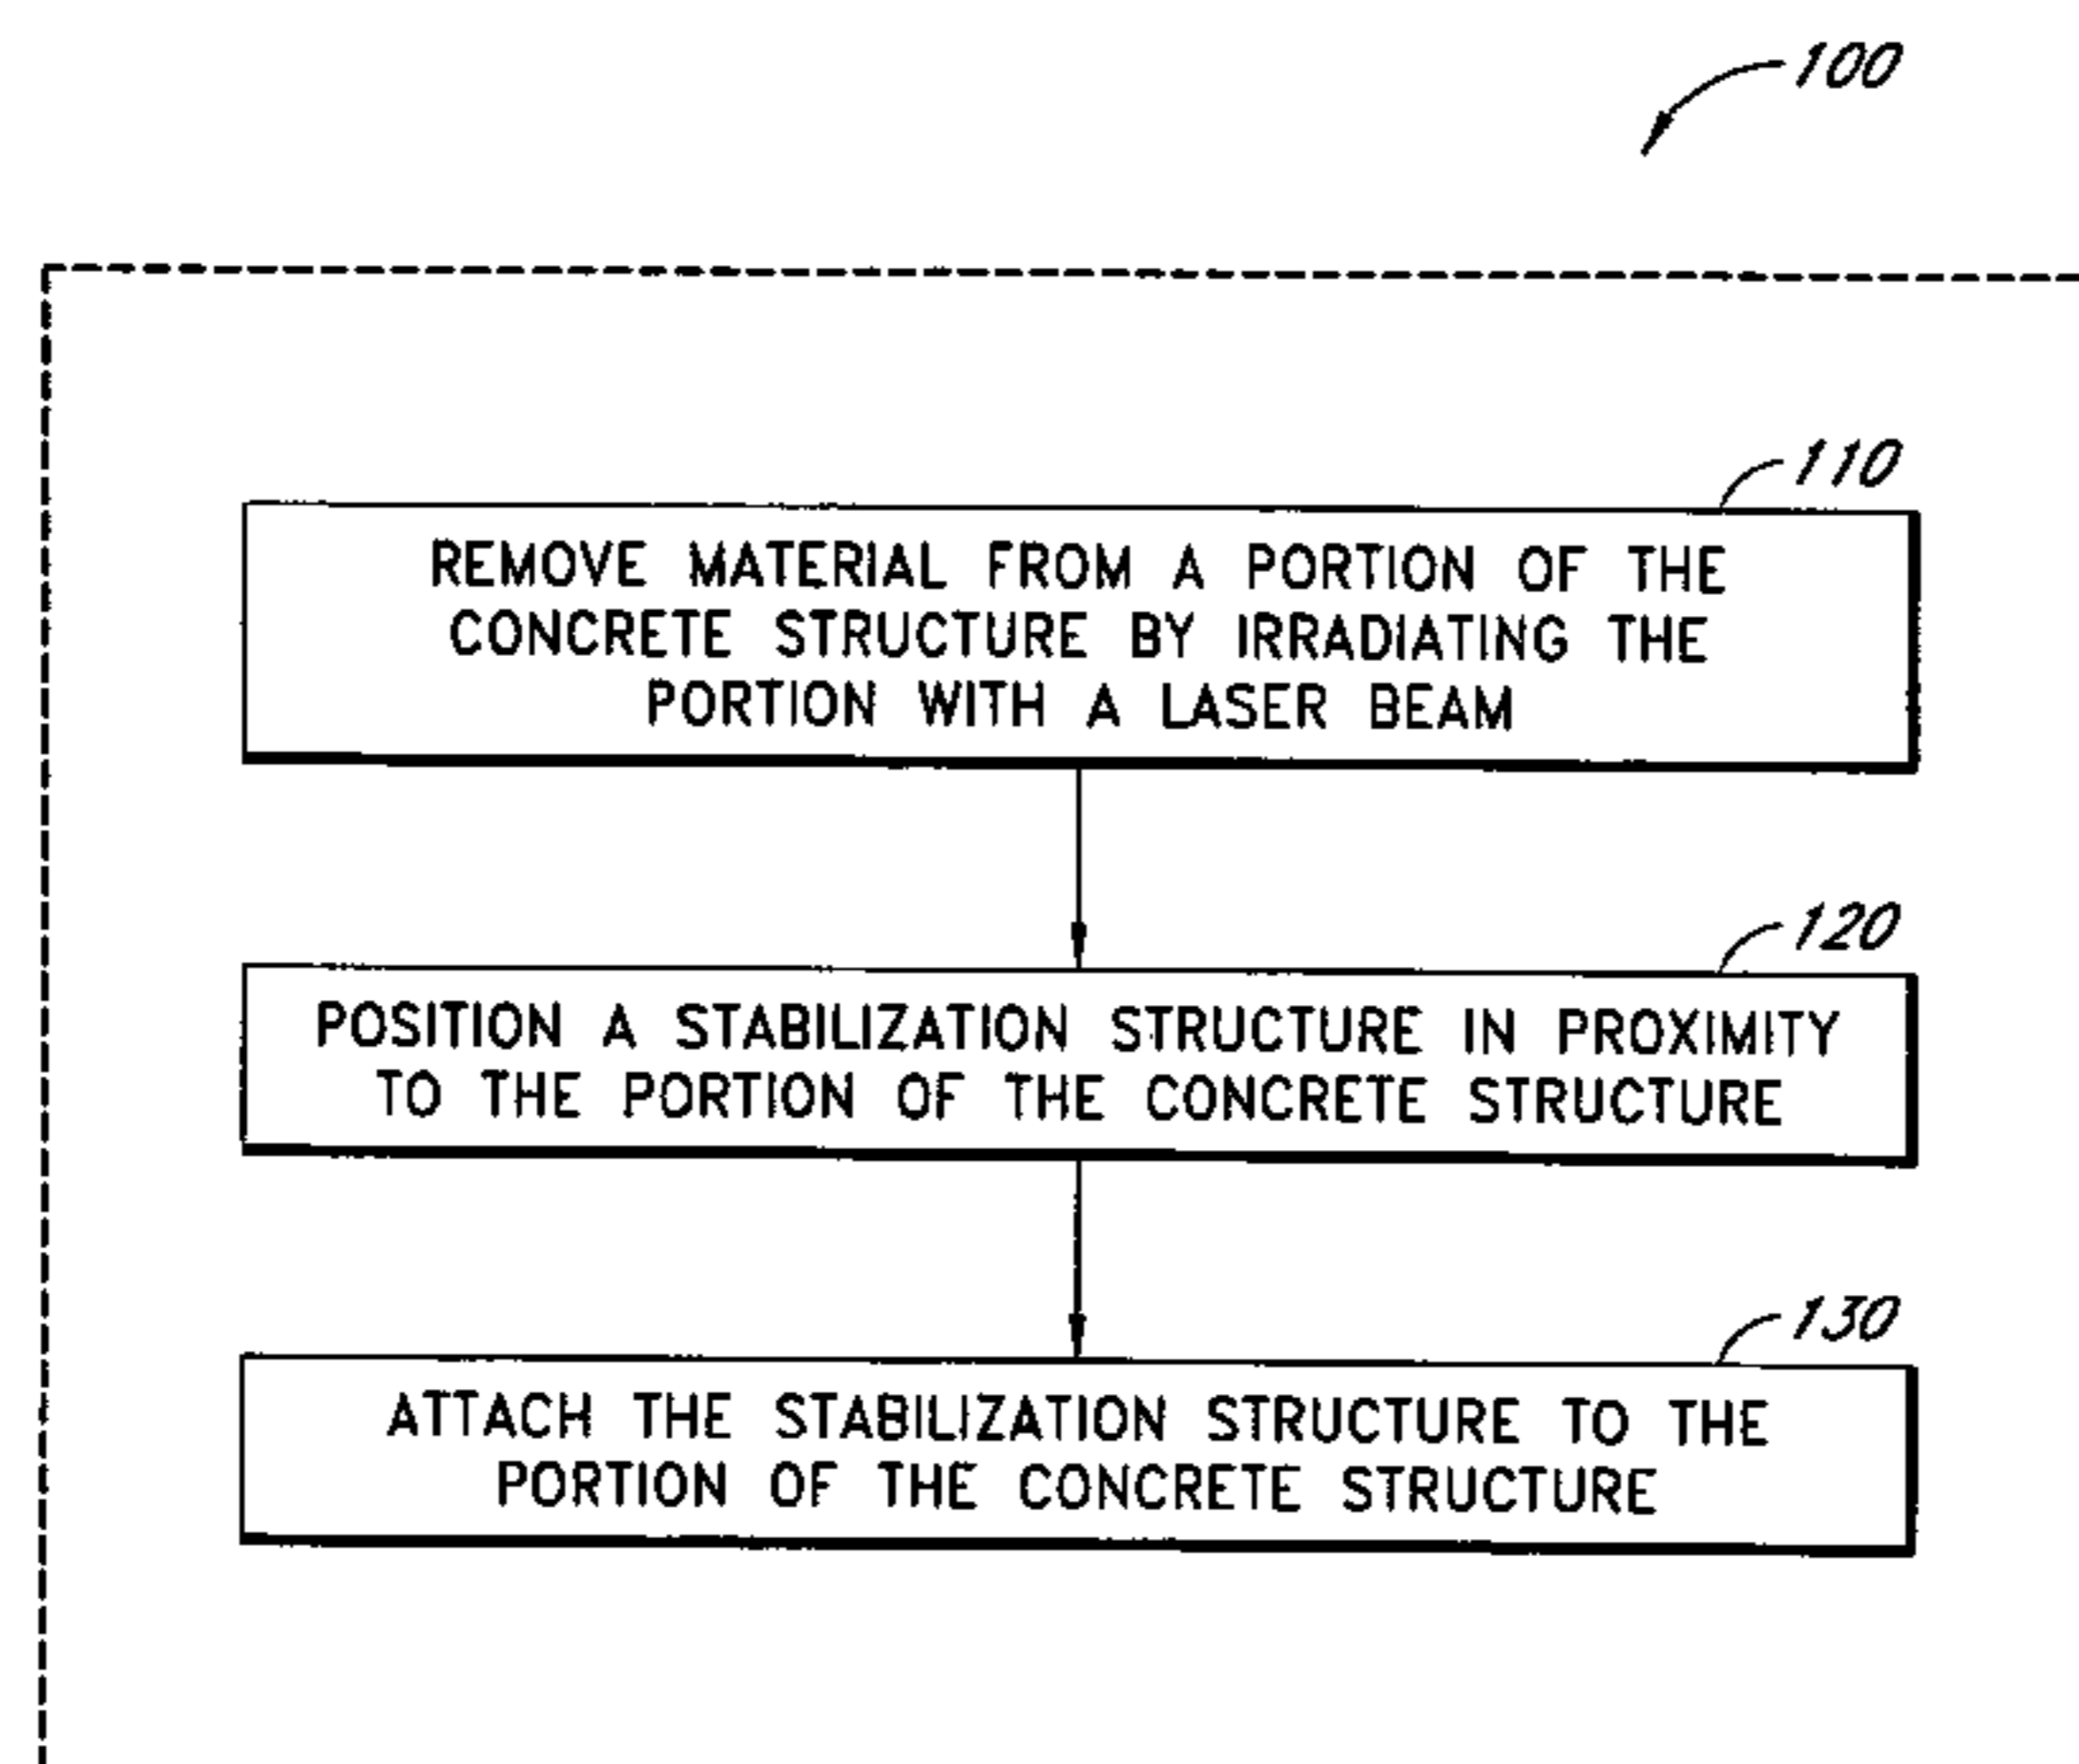 100
110
REMOVE MATERIAL FROM A PORTION OF THE
CONCRETE STRUCTURE BY IRRADIATING THE
PORTION WITH A LASER BEAM
120
POSITION A STABILIZATION STRUCTURE IN PROXIMITY
TO THE PORTION OF THE CONCRETE STRUCTURE
130
ATTACH THE STABILIZATION STRUCTURE TO THE
PORTION OF THE CONCRETE STRUCTURE